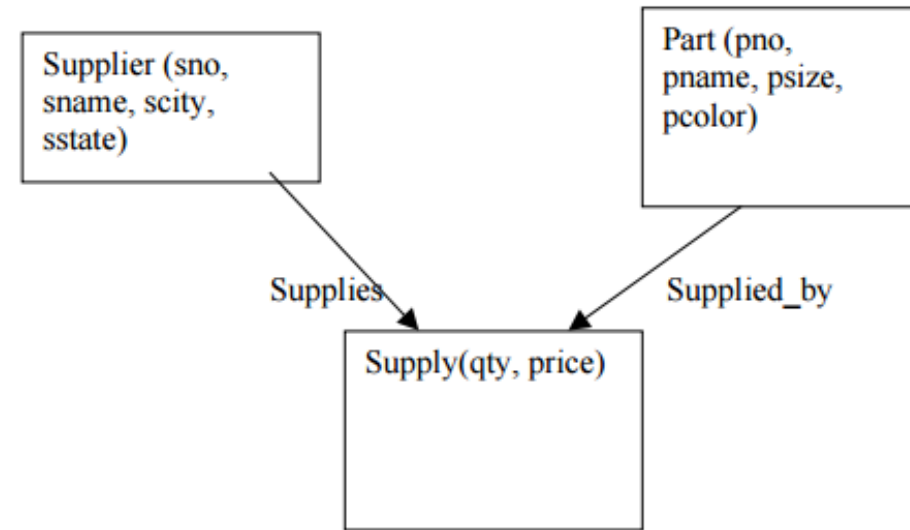 Supplier (sno,
sname, scity,
sstate)
Part (pno,
pname, psize,
pcolor)
Supplies
Supplied_by
Supply(qty, price)